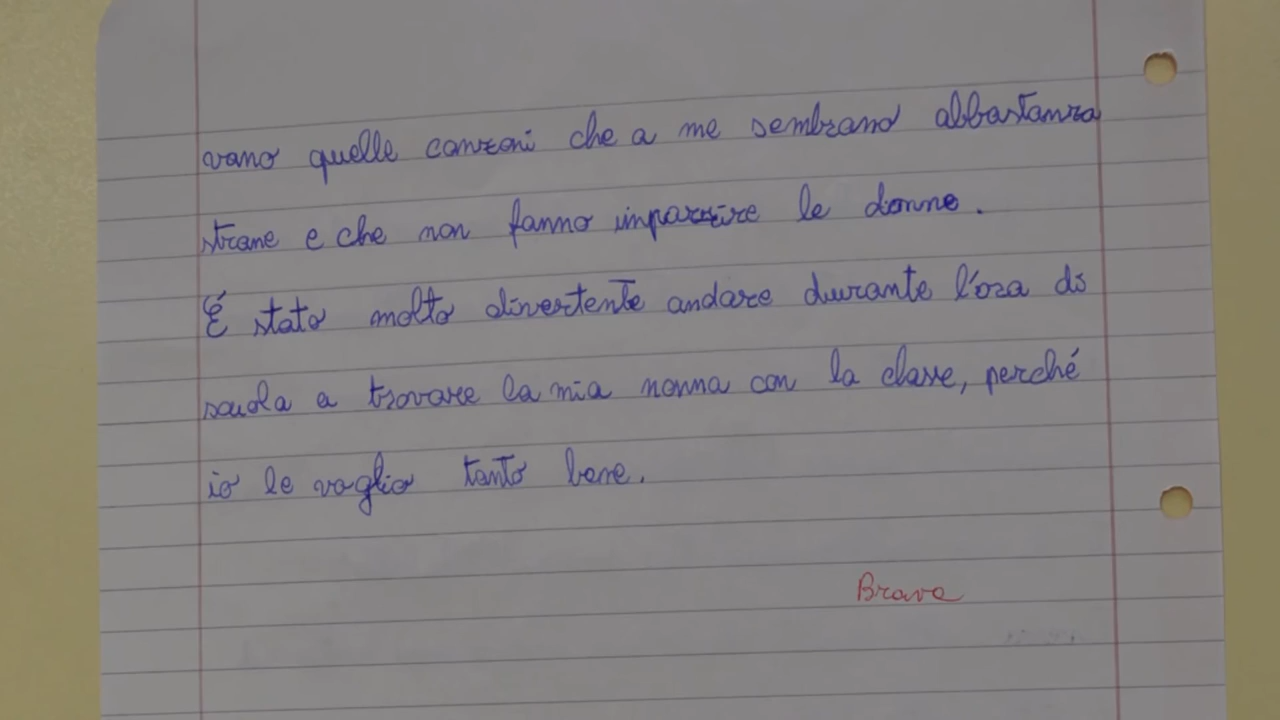 vano quelle canzoni che a me sembrano abbastanza
strane e che non fanno impazzire le donne.
É stato molto divertente andare durante l'ora di
scuola a trovare la mia nonna con la classe, perché
io le voglio tanto bene.
Brava